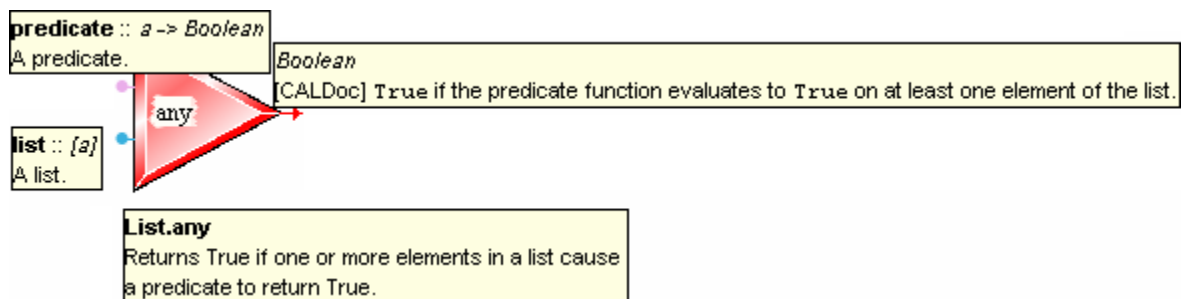 predicate :: a -> Boolean
A predicate.
Boolean
[CALDoc] True if the predicate function evaluates to True on at least one element of the list.
any
list :: [a]
A list.
List.any
Returns True if one or more elements in a list cause
a predicate to return True.